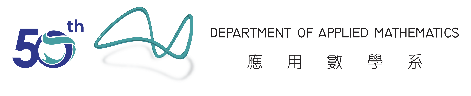 50th
DEPARTMENT OF APPLIED MATHEMATICS
應用數學系